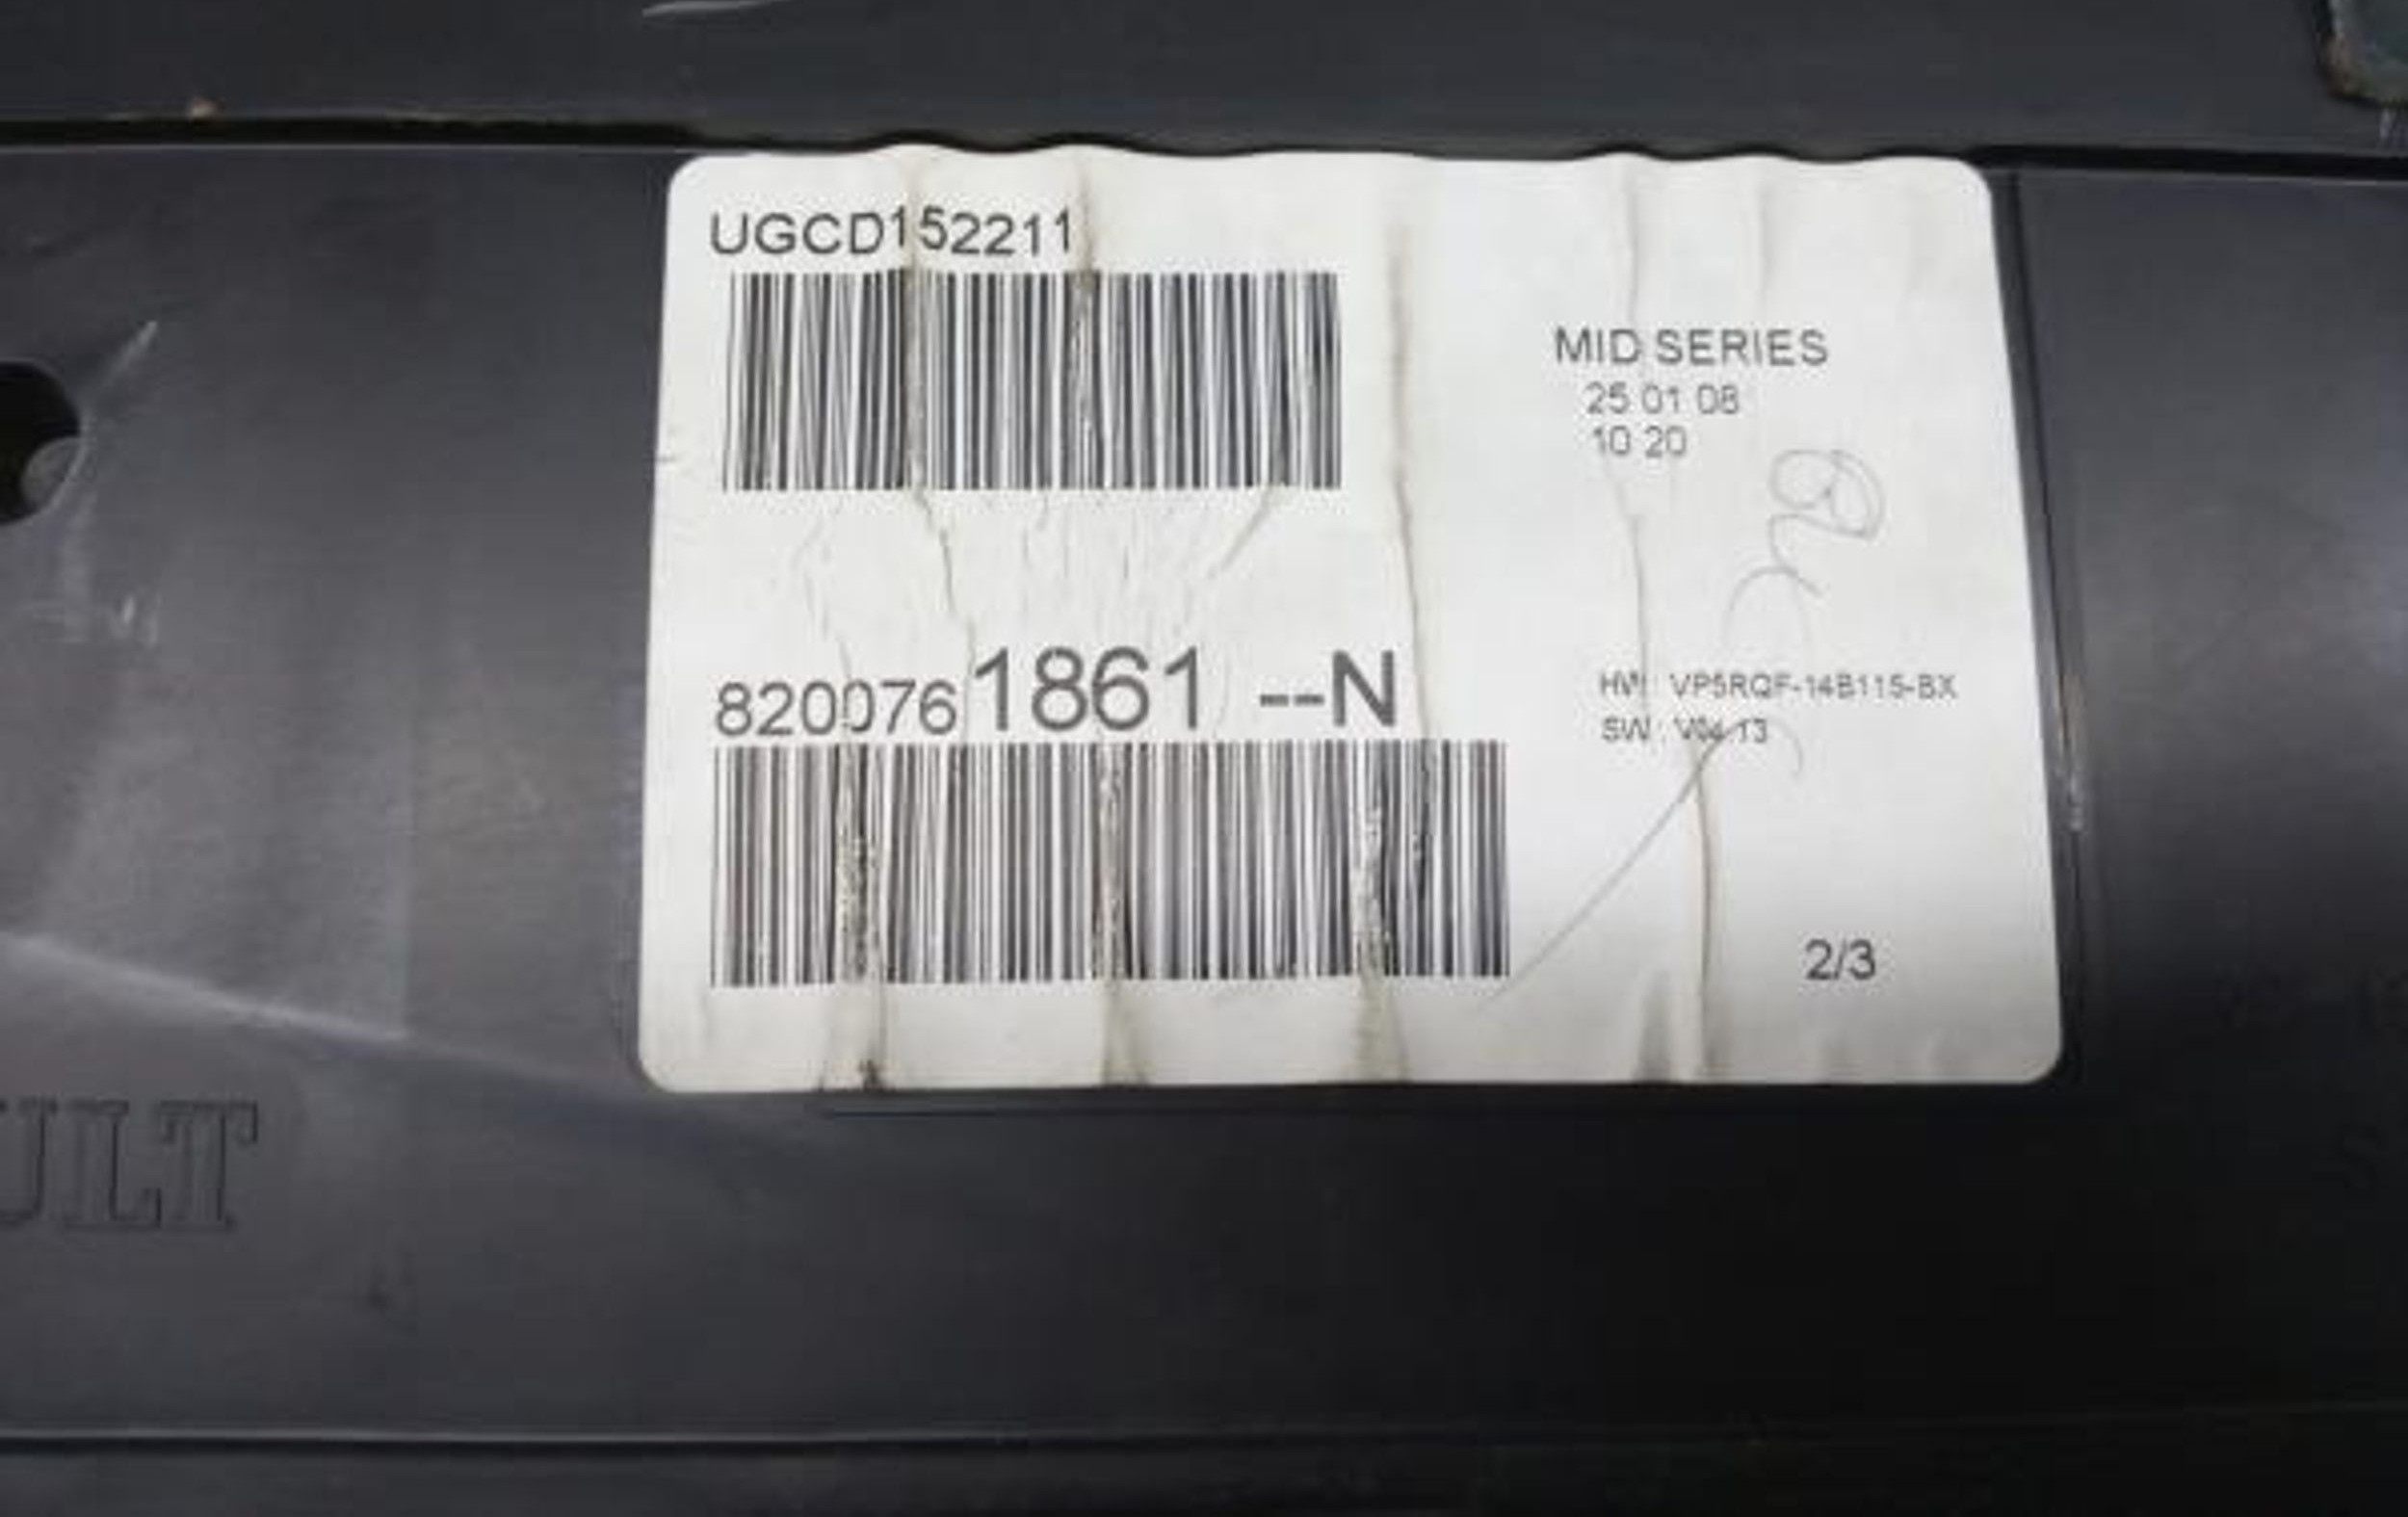 UGCD152211
MID SERIES
25 01 08
10 20
8200761861 --N
HW : VP5RQF-14B115-BX
SW : V04.13
2/3
ULT